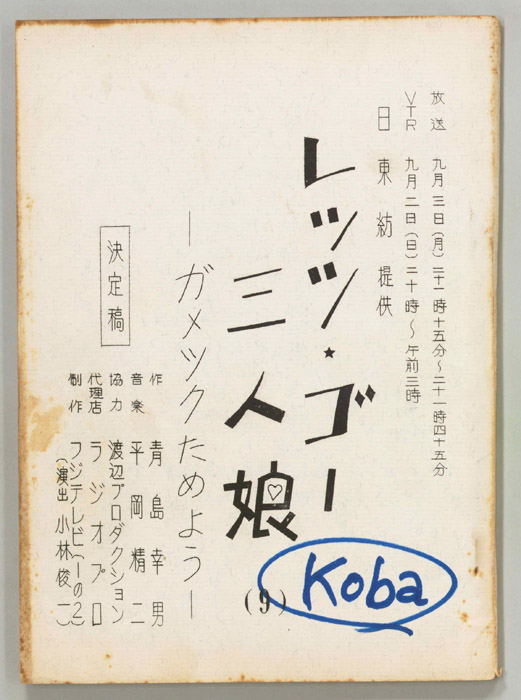 放送 九月三日(月)二十一時十五分~二十一時四十五分
VTR 九月二日(日)二十時~午前三時
日東紡提供
レッツ・ゴー
三人娘
(9)
―ガメツクためよう―
決定稿
作 青島幸男
音楽 平岡精二
協力 渡辺プロダクション
代理店 ラジオプロ
制作 フジテレビ(一の2)
(演出 小林俊一)
Koba